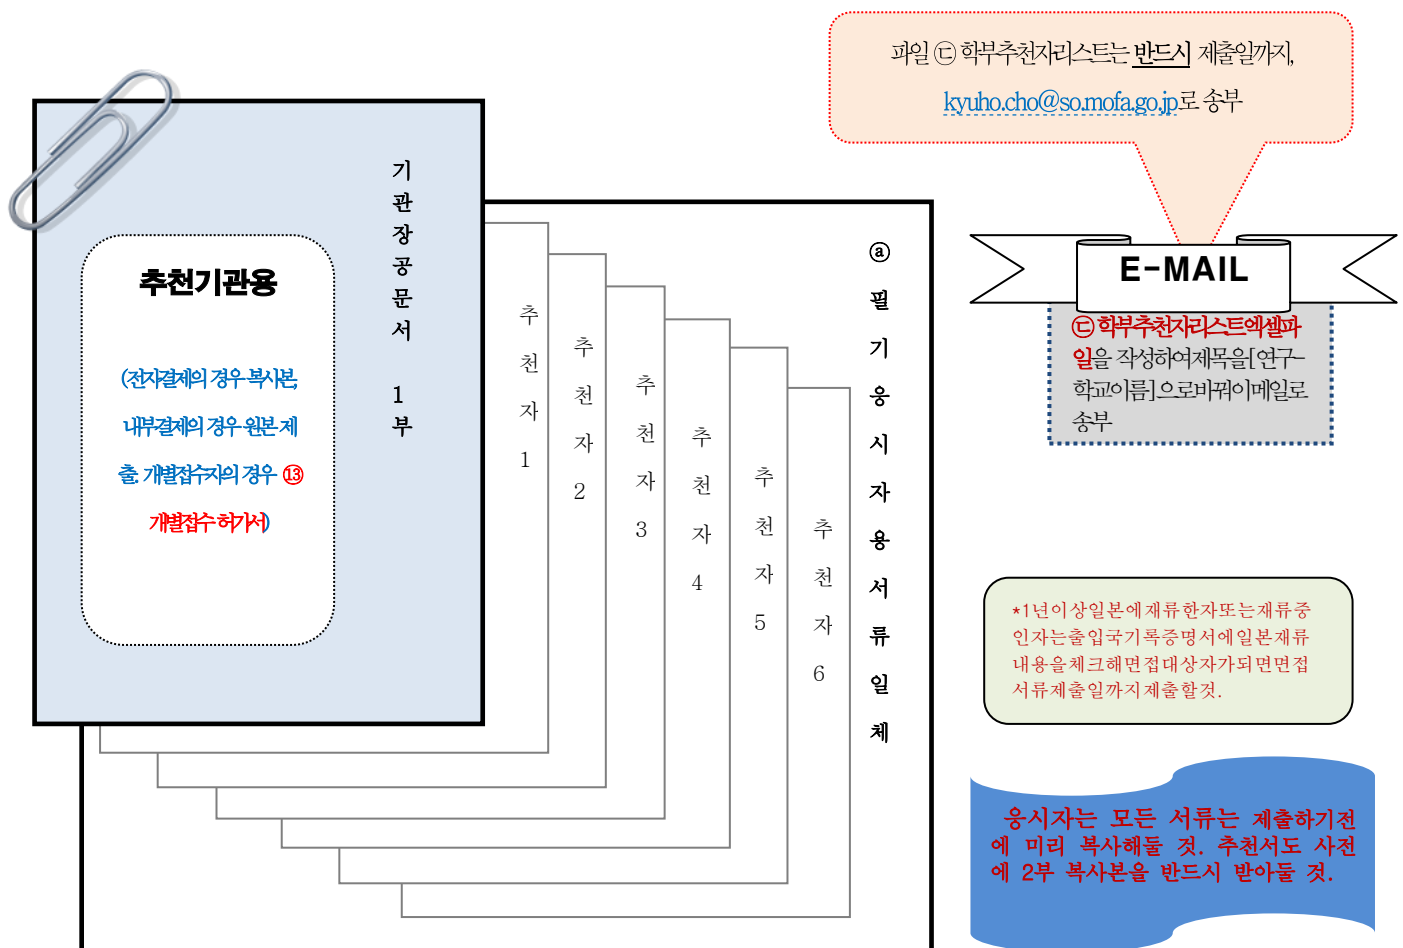 파일 ㉢ 학부추천자리스트는 반드시 제출일까지,
kyuho.cho@so.mofa.go.jp로 송부
기관장공문서 1부
추천기관용
(전자결제의 경우 복사본,
내부결제의 경우 원본 제
출. 개별접수자의 경우 ⑬
개별접수 허가서)
추천자1
추천자2
추천자3
추천자4
추천자5
추천자6
ⓐ필기응시자용서류일체
E-MAIL
㉢ 학부추천자리스트엑셀파
일을 작성하여제목을[연구-
학교이름]으로바꿔이메일로
송부
*1년이상일본에재류한자또는재류중
인자는출입국기록증명서에일본재류
내용을체크해면접대상자가되면면접
서류제출일까지제출할것.
응시자는 모든 서류는 제출하기전
에 미리 복사해둘 것. 추천서도 사전
에 2부 복사본을 반드시 받아둘 것.